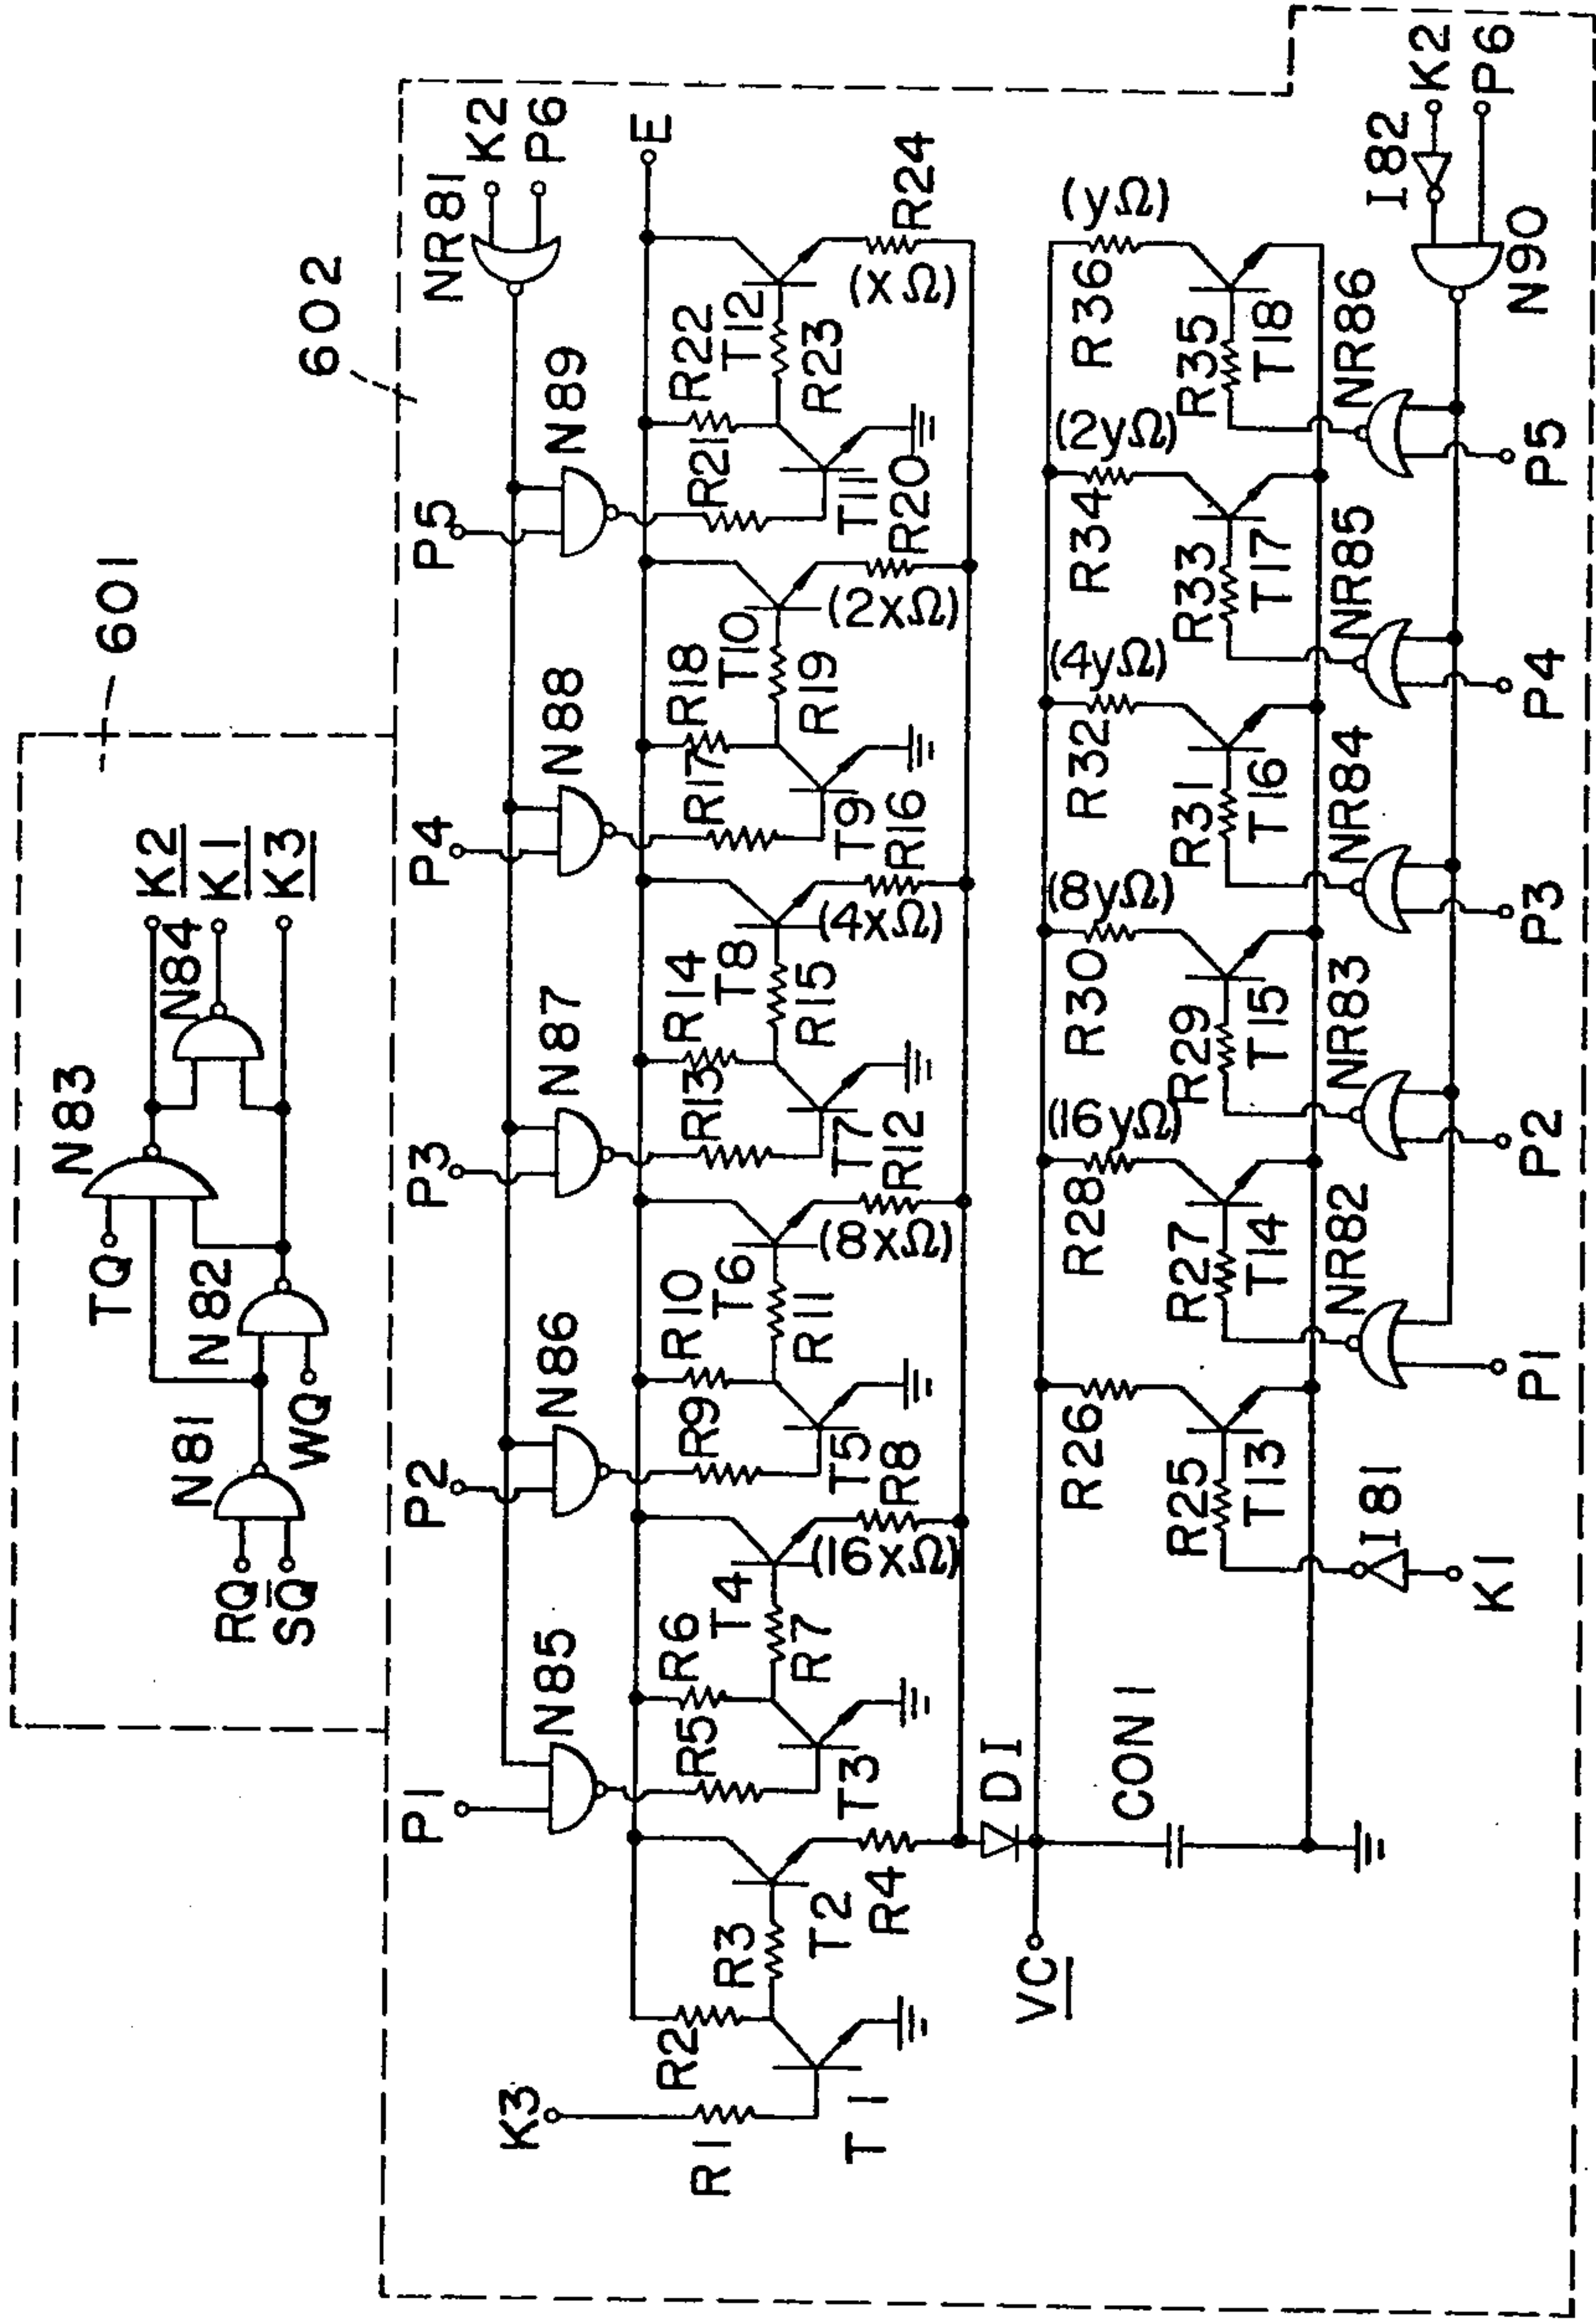 601
N83
TQ
N81
RQ
SQ
N82
WQ
N84
K2
K1
K3
602
NR81
K2
P6
P1
P2
P3
P4
P5
N85
N86
N87
N88
N89
E
K3
R1
R2
R3
T1
T2
R4
R5
R6
T3
T4
R7
R8
(16xΩ)
R9
R10
T5
T6
R11
R12
(8xΩ)
R13
R14
T7
T8
R15
R16
(4xΩ)
R17
R18
T9
T10
R19
R20
(2xΩ)
R21
R22
T11
T12
R23
R24
(xΩ)
VC
D1
CON1
R26
R25
T13
I81
K1
R28
(16yΩ)
R27
T14
NR82
P1
R30
(8yΩ)
R29
T15
NR83
P2
R32
(4yΩ)
R31
T16
NR84
P3
R34
(2yΩ)
R33
T17
NR85
P4
R36
(yΩ)
R35
T18
NR86
P5
N90
I82
K2
P6